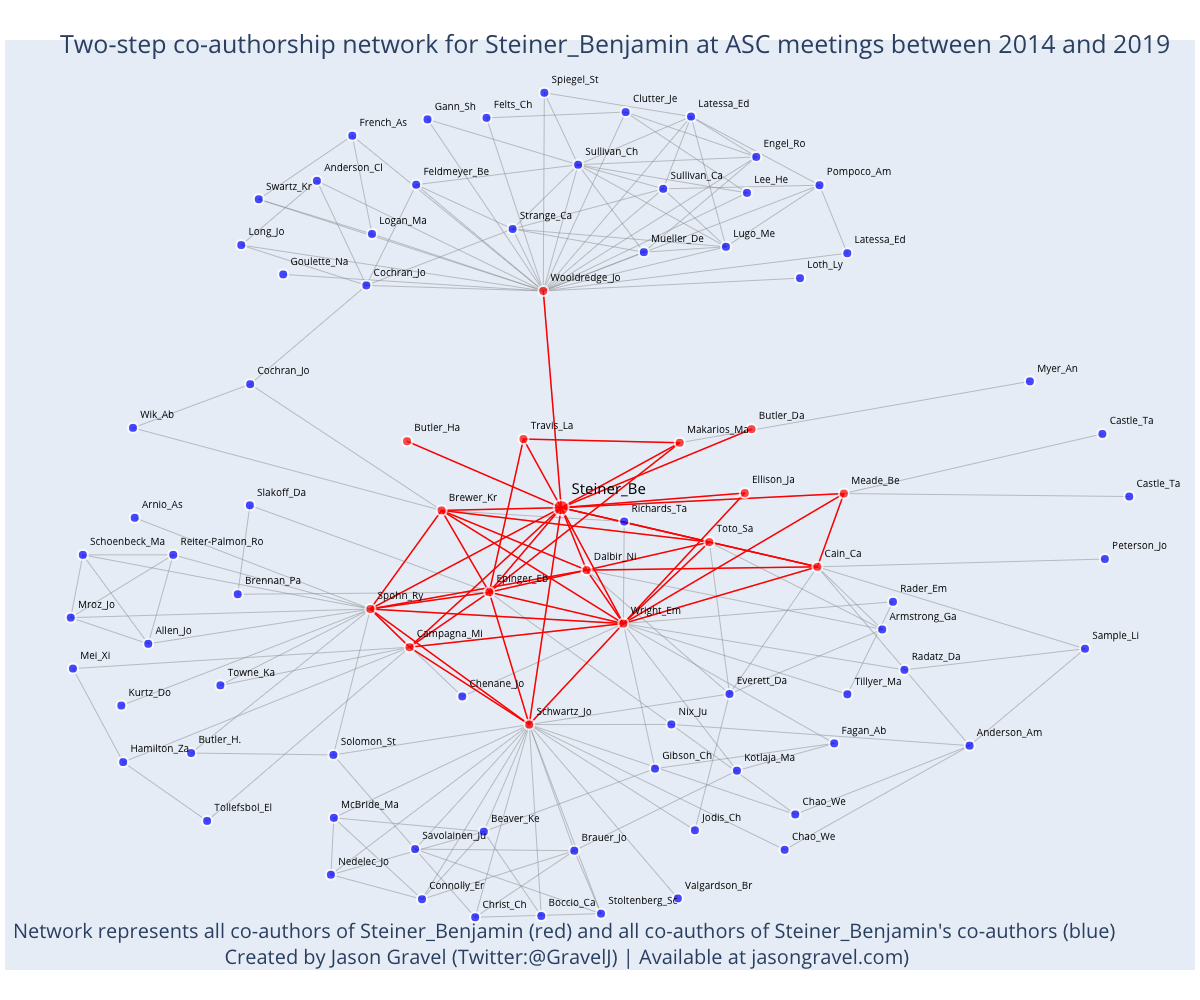 Two-step co-authorship network for Steiner_Benjamin at ASC meetings between 2014 and 2019
Spiegel_St
Clutter_Je
Latessa_Ed
Gann_Sh
Felts_Ch
French_As
Engel_Ro
Sullivan_Ch
Anderson_Cl
Feldmeyer_Be
Sullivan_Ca
Lee_He
Pompoco_Am
Swartz_Kr
Logan_Ma
Strange_Ca
Long_Jo
Mueller_De
Lugo_Me
Latessa_Ed
Goulette_Na
Cochran_Jo
Wooldredge_Jo
Loth_Ly
Cochran_Jo
Myer_An
Wik_Ab
Butler_Ha
Travis_La
Makarios_Ma
Butler_Da
Castle_Ta
Steiner_Be
Ellison_Ja
Meade_Be
Castle_Ta
Slakoff_Da
Brewer_Kr
Arnio_As
Richards_Ta
Toto_Sa
Schoenbeck_Ma
Reiter-Palmon_Ro
Dalbir_Ni
Cain_Ca
Peterson_Jo
Brennan_Pa
Epinger_Eb
Spohn_Ry
Rader_Em
Mroz_Jo
Wright_Em
Armstrong_Ga
Allen_Jo
Campagna_Mi
Sample_Li
Mei_Xi
Towne_Ka
Chenane_Jo
Radatz_Da
Kurtz_Do
Everett_Da
Tillyer_Ma
Schwartz_Jo
Nix_Ju
Butler_H.
Hamilton_Za
Solomon_St
Fagan_Ab
Anderson_Am
Gibson_Ch
Kotlaja_Ma
Tollefsbol_El
McBride_Ma
Beaver_Ke
Savolainen_Ju
Brauer_Jo
Jodis_Ch
Chao_We
Chao_We
Nedelec_Jo
Connolly_Er
Christ_Ch
Boccio_Ca
Stoltenberg_Sc
Valgardson_Br
Network represents all co-authors of Steiner_Benjamin (red) and all co-authors of Steiner_Benjamin's co-authors (blue)
Created by Jason Gravel (Twitter:@GravelJ) | Available at jasongravel.com)